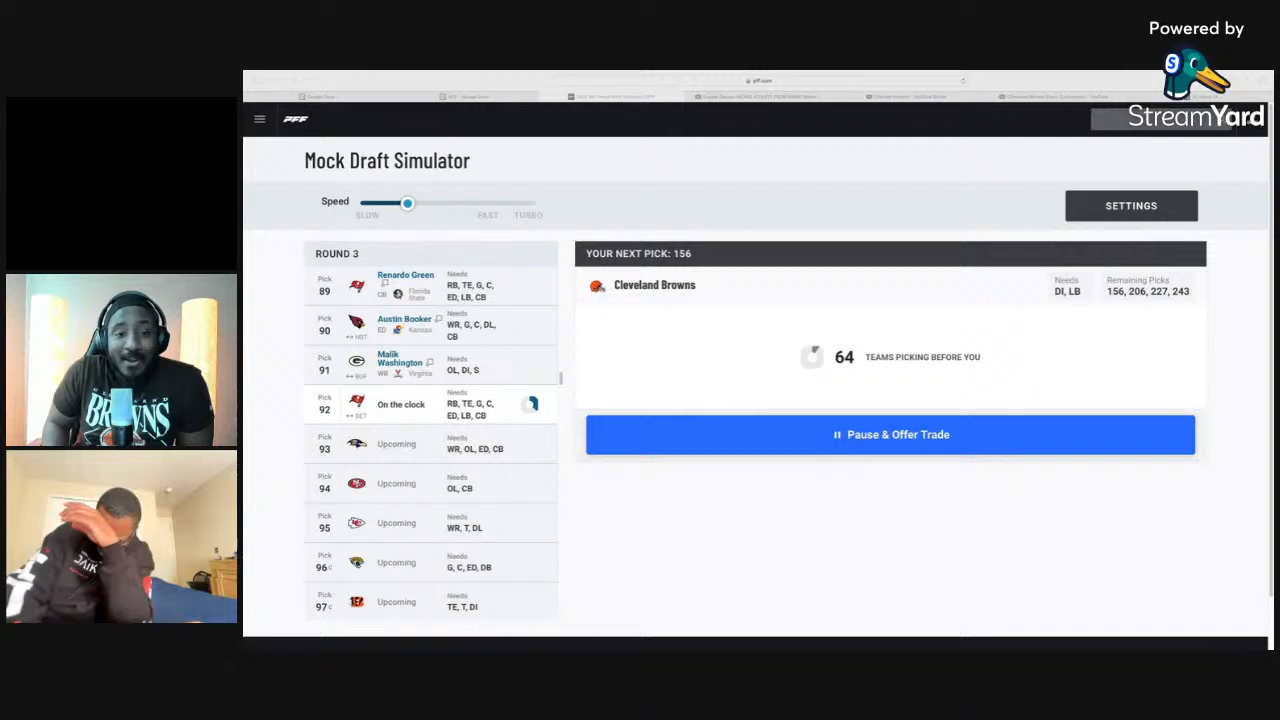 Powered by
StreamYard
pff.com
PFF
Mock Draft Simulator
Speed
SLOW
FAST
TURBO
SETTINGS
ROUND 3
Pick
89
Renardo Green
CB
Florida
State
Needs
RB, TE, G, C,
ED, LB, CB
Pick
90
Austin Booker
ED
Kansas
Needs
WR, G, C, DL,
CB
Pick
91
Malik
Washington
WR
Virginia
Needs
OL, DI, S
Pick
92
On the clock
Needs
RB, TE, G, C,
ED, LB, CB
Pick
93
Upcoming
Needs
WR, OL, ED, CB
Pick
94
Upcoming
Needs
OL, CB
Pick
95
Upcoming
Needs
WR, T, DL
Pick
96 C
Upcoming
Needs
G, C, ED, DB
Pick
97 C
Upcoming
Needs
TE, T, DI
YOUR NEXT PICK: 156
Cleveland Browns
Needs
DI, LB
Remaining Picks
156, 206, 227, 243
64 TEAMS PICKING BEFORE YOU
Pause & Offer Trade
BROWNS